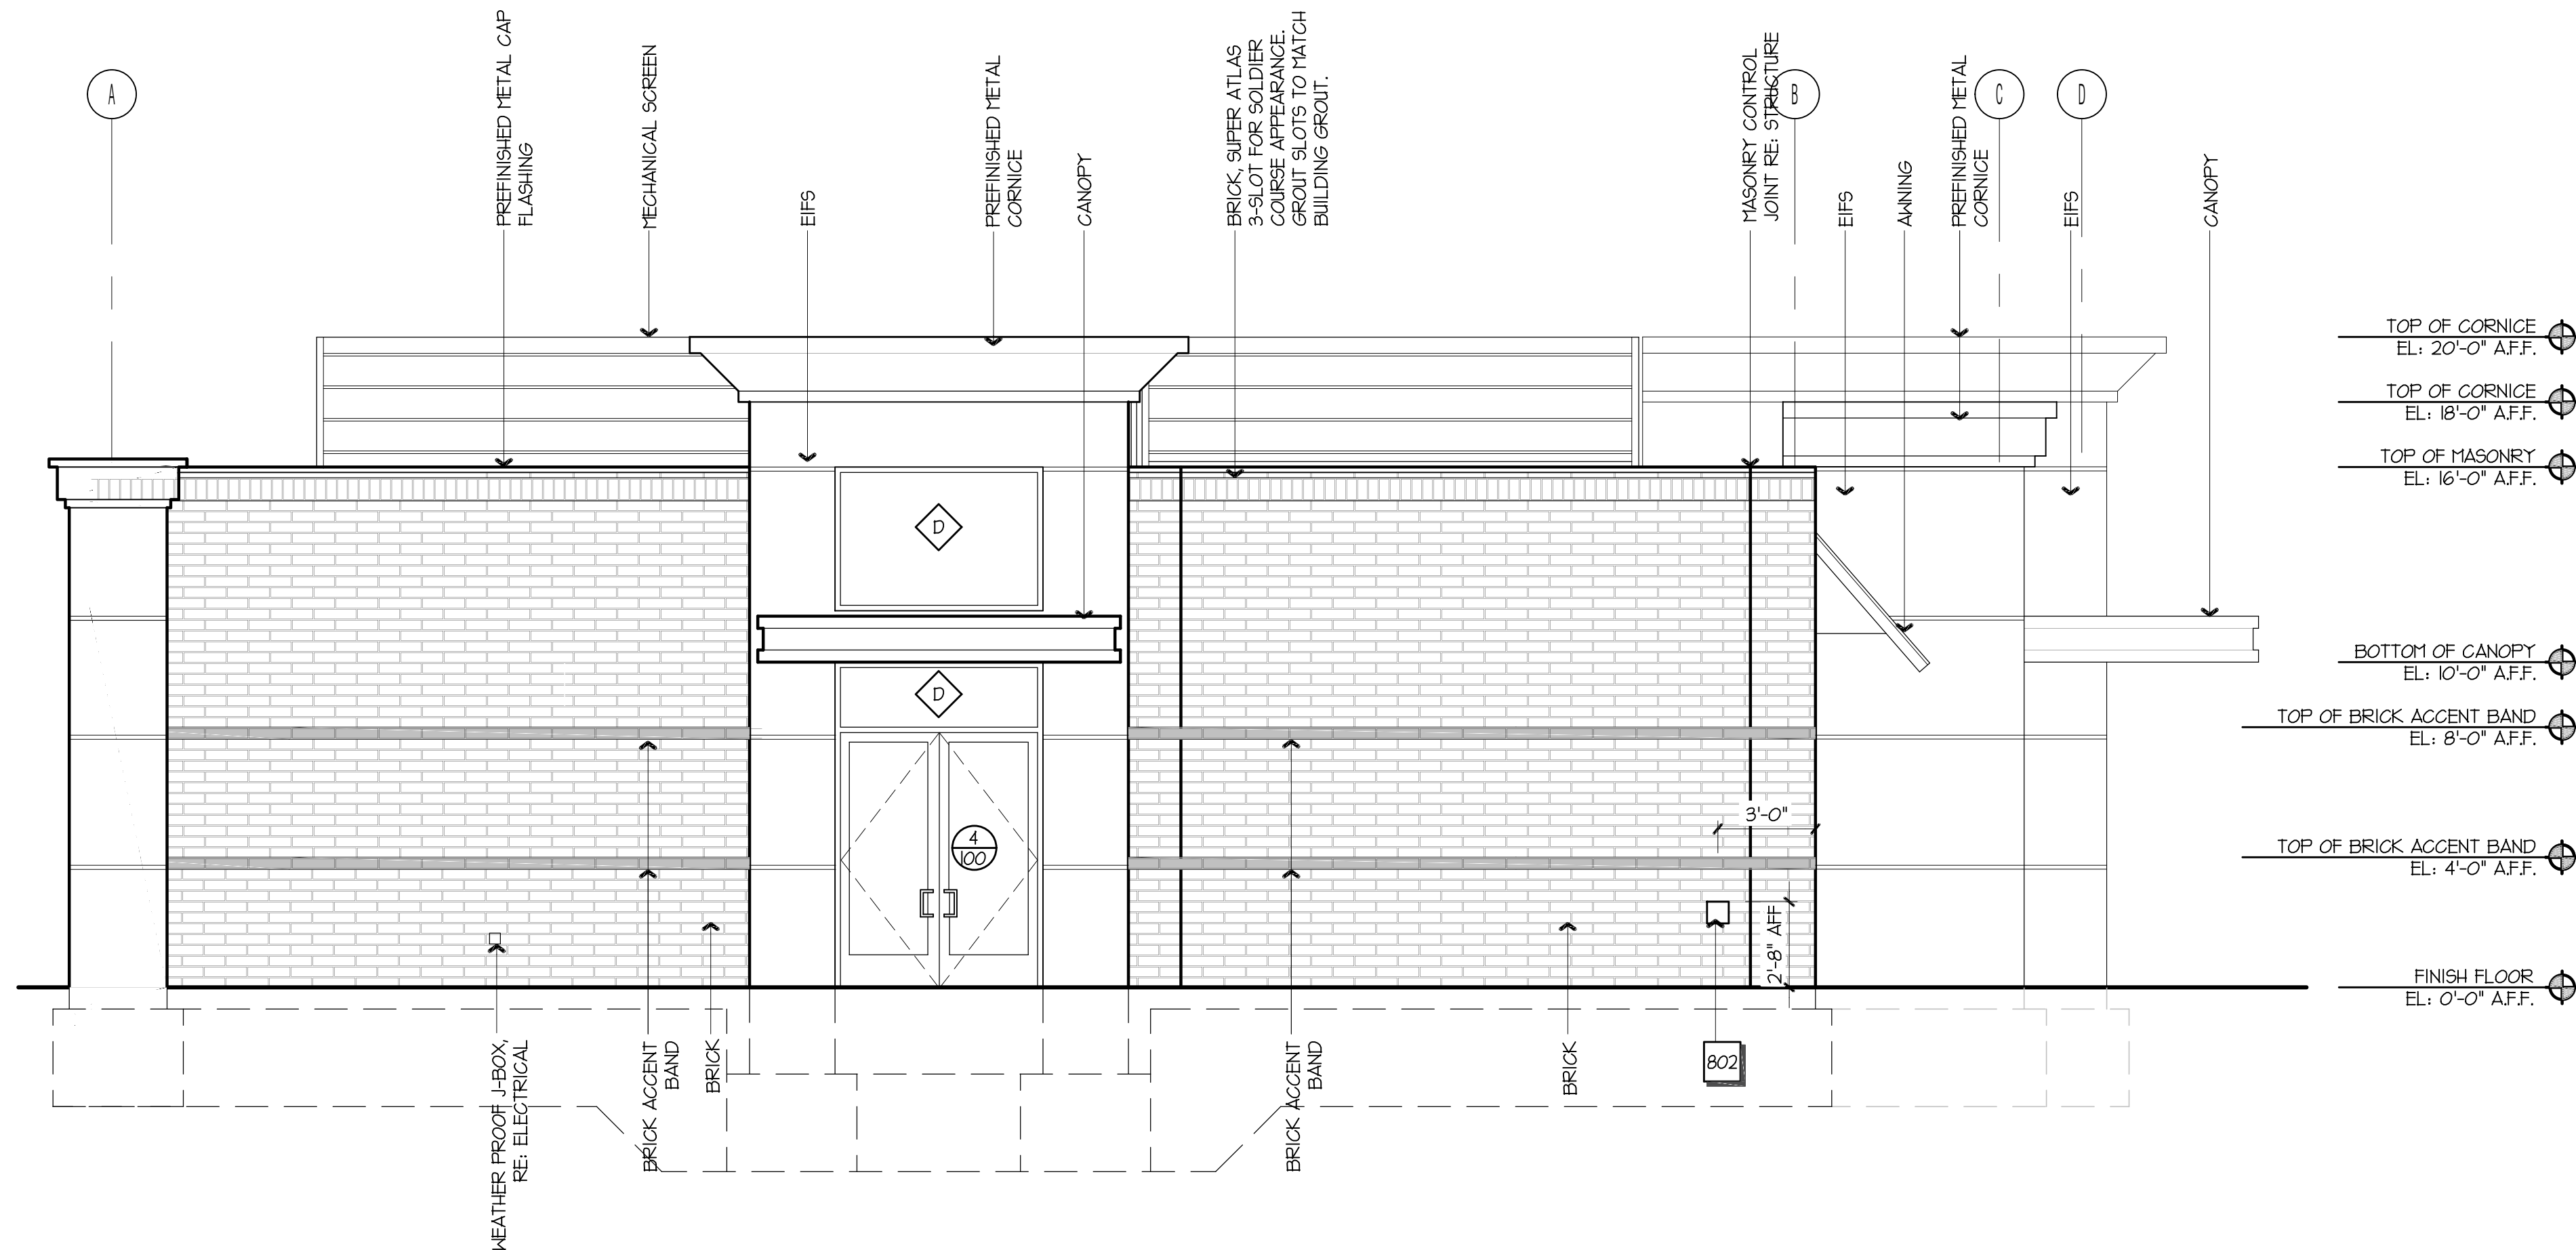 A
PREFINISHED METAL CAP
FLASHING
MECHANICAL SCREEN
EIFS
PREFINISHED METAL
CORNICE
CANOPY
BRICK, SUPER ATLAS
3-SLOT FOR SOLDIER
COURSE APPEARANCE.
GROUT SLOTS TO MATCH
BUILDING GROUT.
MASONRY CONTROL
JOINT RE: STRUCTURE
B
EIFS
AWNING
PREFINISHED METAL
CORNICE
C
EIFS
D
CANOPY
TOP OF CORNICE
EL: 20'-0" A.F.F.
TOP OF CORNICE
EL: 18'-0" A.F.F.
TOP OF MASONRY
EL: 16'-0" A.F.F.
BOTTOM OF CANOPY
EL: 10'-0" A.F.F.
TOP OF BRICK ACCENT BAND
EL: 8'-0" A.F.F.
TOP OF BRICK ACCENT BAND
EL: 4'-0" A.F.F.
FINISH FLOOR
EL: 0'-0" A.F.F.
D
D
4
100
3'-0"
2'-8" AFF
WEATHER PROOF J-BOX,
RE: ELECTRICAL
BRICK ACCENT
BAND
BRICK
BRICK ACCENT
BAND
BRICK
802